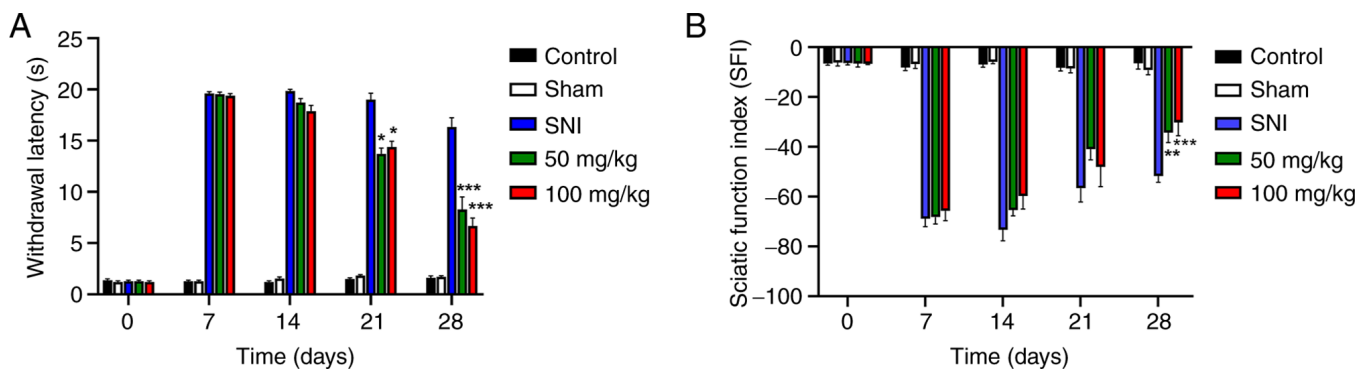 A
Withdrawal latency (s)
25
20
15
10
5
0
* *
***
***
0 7 14 21 28
Time (days)
Control
Sham
SNI
50 mg/kg
100 mg/kg
B
Sciatic function index (SFI)
0
−20
−40
−60
−80
−100
***
**
0 7 14 21 28
Time (days)
Control
Sham
SNI
50 mg/kg
100 mg/kg